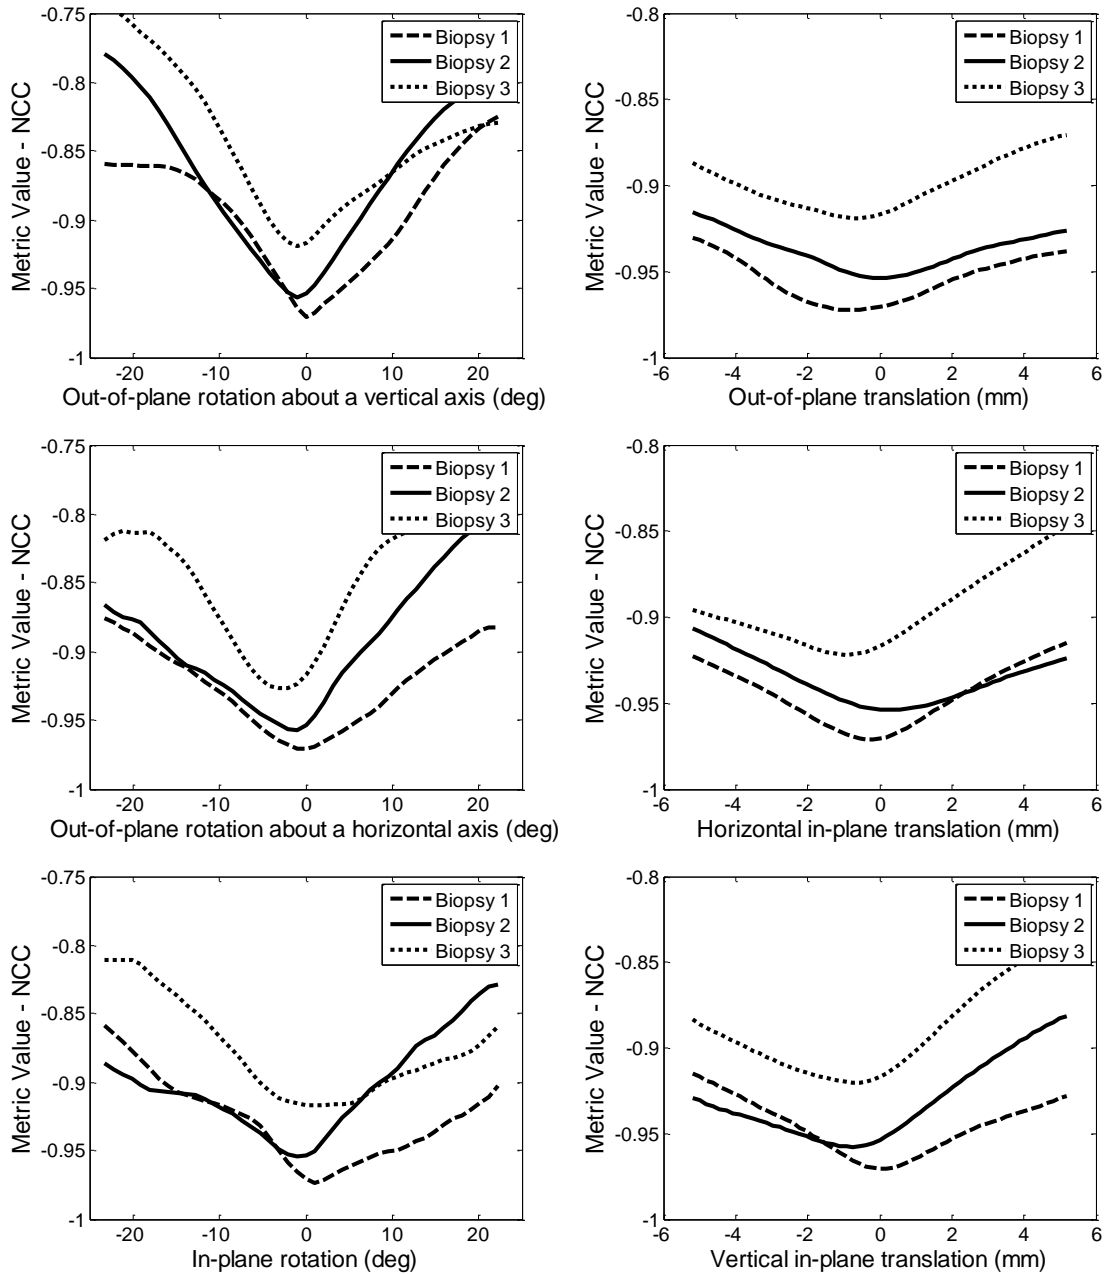 -0.75
-0.8
-0.85
-0.9
-0.95
-1
Metric Value - NCC
Biopsy 1
Biopsy 2
Biopsy 3
-20 -10 0 10 20
Out-of-plane rotation about a vertical axis (deg)
-0.8
-0.85
-0.9
-0.95
-1
Metric Value - NCC
Biopsy 1
Biopsy 2
Biopsy 3
-6 -4 -2 0 2 4 6
Out-of-plane translation (mm)
-0.75
-0.8
-0.85
-0.9
-0.95
-1
Metric Value - NCC
Biopsy 1
Biopsy 2
Biopsy 3
-20 -10 0 10 20
Out-of-plane rotation about a horizontal axis (deg)
-0.8
-0.85
-0.9
-0.95
-1
Metric Value - NCC
Biopsy 1
Biopsy 2
Biopsy 3
-6 -4 -2 0 2 4 6
Horizontal in-plane translation (mm)
-0.75
-0.8
-0.85
-0.9
-0.95
-1
Metric Value - NCC
Biopsy 1
Biopsy 2
Biopsy 3
-20 -10 0 10 20
In-plane rotation (deg)
-0.8
-0.85
-0.9
-0.95
-1
Metric Value - NCC
Biopsy 1
Biopsy 2
Biopsy 3
-6 -4 -2 0 2 4 6
Vertical in-plane translation (mm)